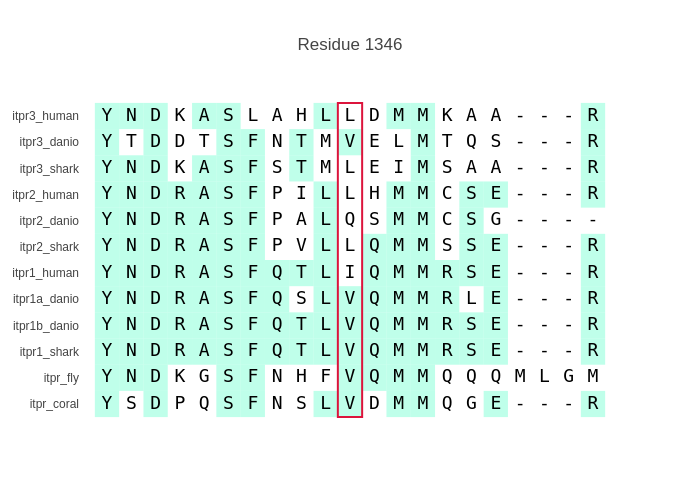 Residue 1346
itpr3_human Y N D K A S L A H L L D M M K A A - - - R
itpr3_danio Y T D D T S F N T M V E L M T Q S - - - R
itpr3_shark Y N D K A S F S T M L E I M S A A - - - R
itpr2_human Y N D R A S F P I L L H M M C S E - - - R
itpr2_danio Y N D R A S F P A L Q S M M C S G - - - -
itpr2_shark Y N D R A S F P V L L Q M M S S E - - - R
itpr1_human Y N D R A S F Q T L I Q M M R S E - - - R
itpr1a_danio Y N D R A S F Q S L V Q M M R L E - - - R
itpr1b_danio Y N D R A S F Q T L V Q M M R S E - - - R
itpr1_shark Y N D R A S F Q T L V Q M M R S E - - - R
itpr_fly Y N D K G S F N H F V Q M M Q Q Q M L G M
itpr_coral Y S D P Q S F N S L V D M M Q G E - - - R